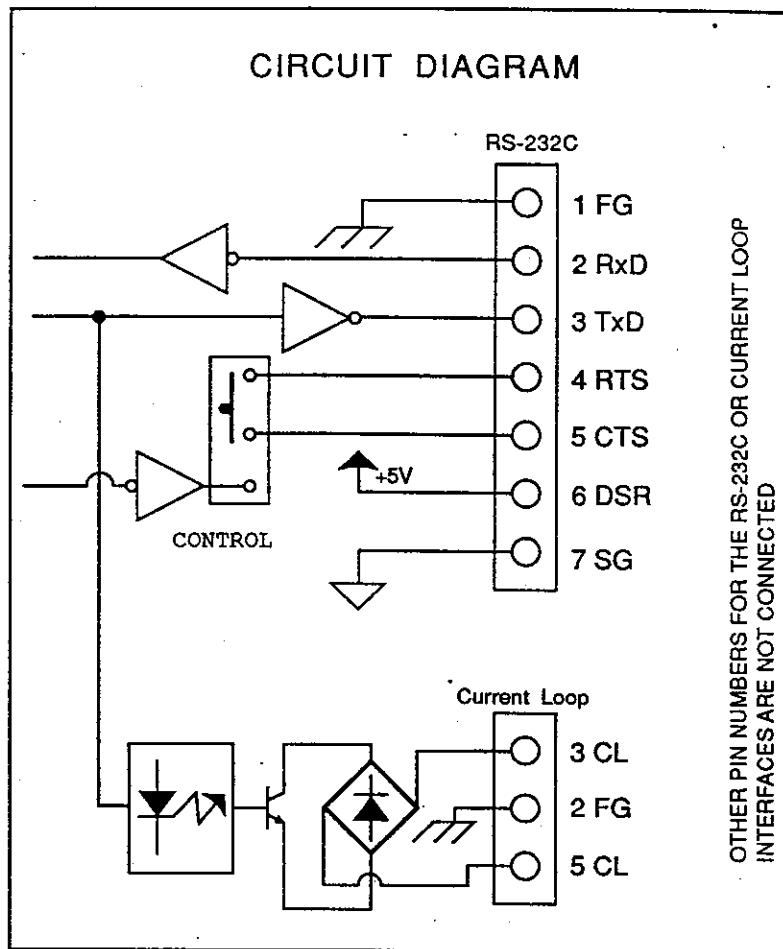 CIRCUIT DIAGRAM
RS-232C
1 FG
2 RxD
3 TxD
4 RTS
5 CTS
+5V
6 DSR
CONTROL
7 SG
Current Loop
3 CL
2 FG
5 CL
OTHER PIN NUMBERS FOR THE RS-232C OR CURRENT LOOP
INTERFACES ARE NOT CONNECTED